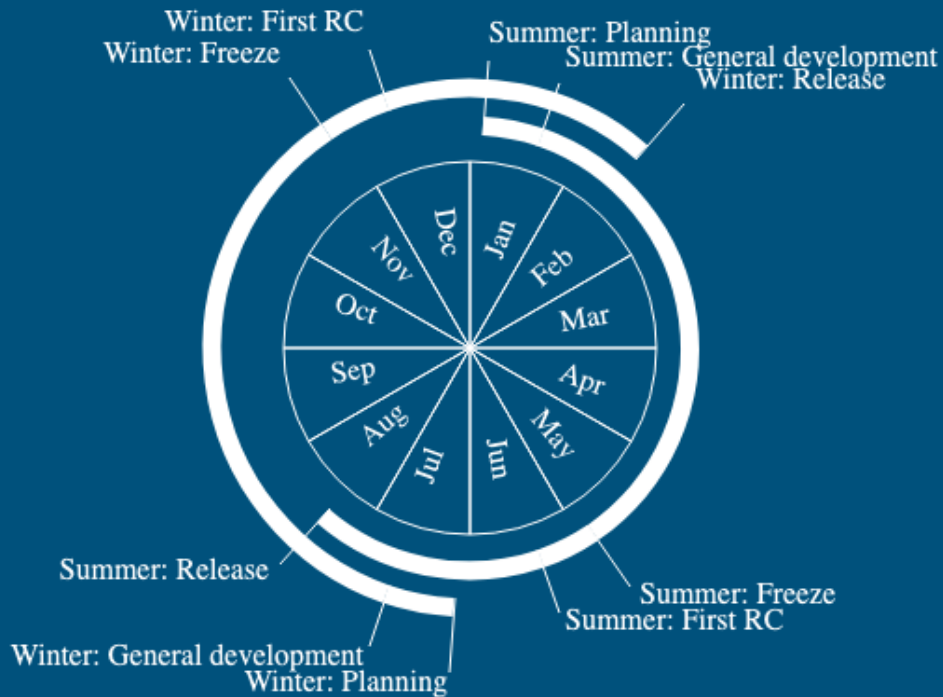 Winter: First RC
Winter: Freeze
Summer: Planning
Summer: General development
Winter: Release
Jan
Feb
Mar
Apr
May
Jun
Jul
Aug
Sep
Oct
Nov
Dec
Summer: Release
Summer: Freeze
Summer: First RC
Winter: General development
Winter: Planning